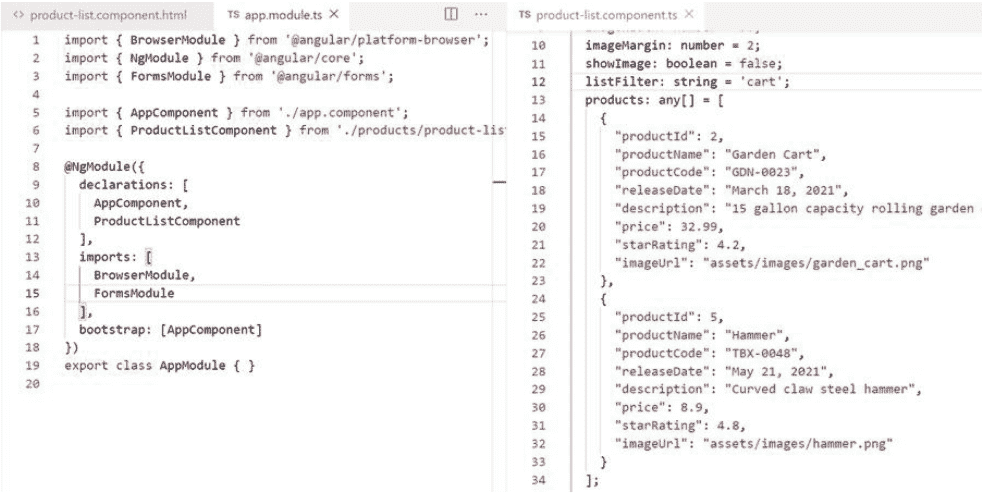 <> product-list.component.html TS app.module.ts × ...
1 import { BrowserModule } from '@angular/platform-browser';
2 import { NgModule } from '@angular/core';
3 import { FormsModule } from '@angular/forms';
4
5 import { AppComponent } from './app.component';
6 import { ProductListComponent } from './products/product-lis
7
8 @NgModule({
9 declarations: [
10 AppComponent,
11 ProductListComponent
12 ],
13 imports: [
14 BrowserModule,
15 FormsModule
16 ],
17 bootstrap: [AppComponent]
18 })
19 export class AppModule { }
20
TS product-list.component.ts ×
10 imageMargin: number = 2;
11 showImage: boolean = false;
12 listFilter: string = 'cart';
13 products: any[] = [
14 {
15 "productId": 2,
16 "productName": "Garden Cart",
17 "productCode": "GDN-0023",
18 "releaseDate": "March 18, 2021",
19 "description": "15 gallon capacity rolling garden
20 "price": 32.99,
21 "starRating": 4.2,
22 "imageUrl": "assets/images/garden_cart.png"
23 },
24 {
25 "productId": 5,
26 "productName": "Hammer",
27 "productCode": "TBX-0048",
28 "releaseDate": "May 21, 2021",
29 "description": "Curved claw steel hammer",
30 "price": 8.9,
31 "starRating": 4.8,
32 "imageUrl": "assets/images/hammer.png"
33 }
34 ];